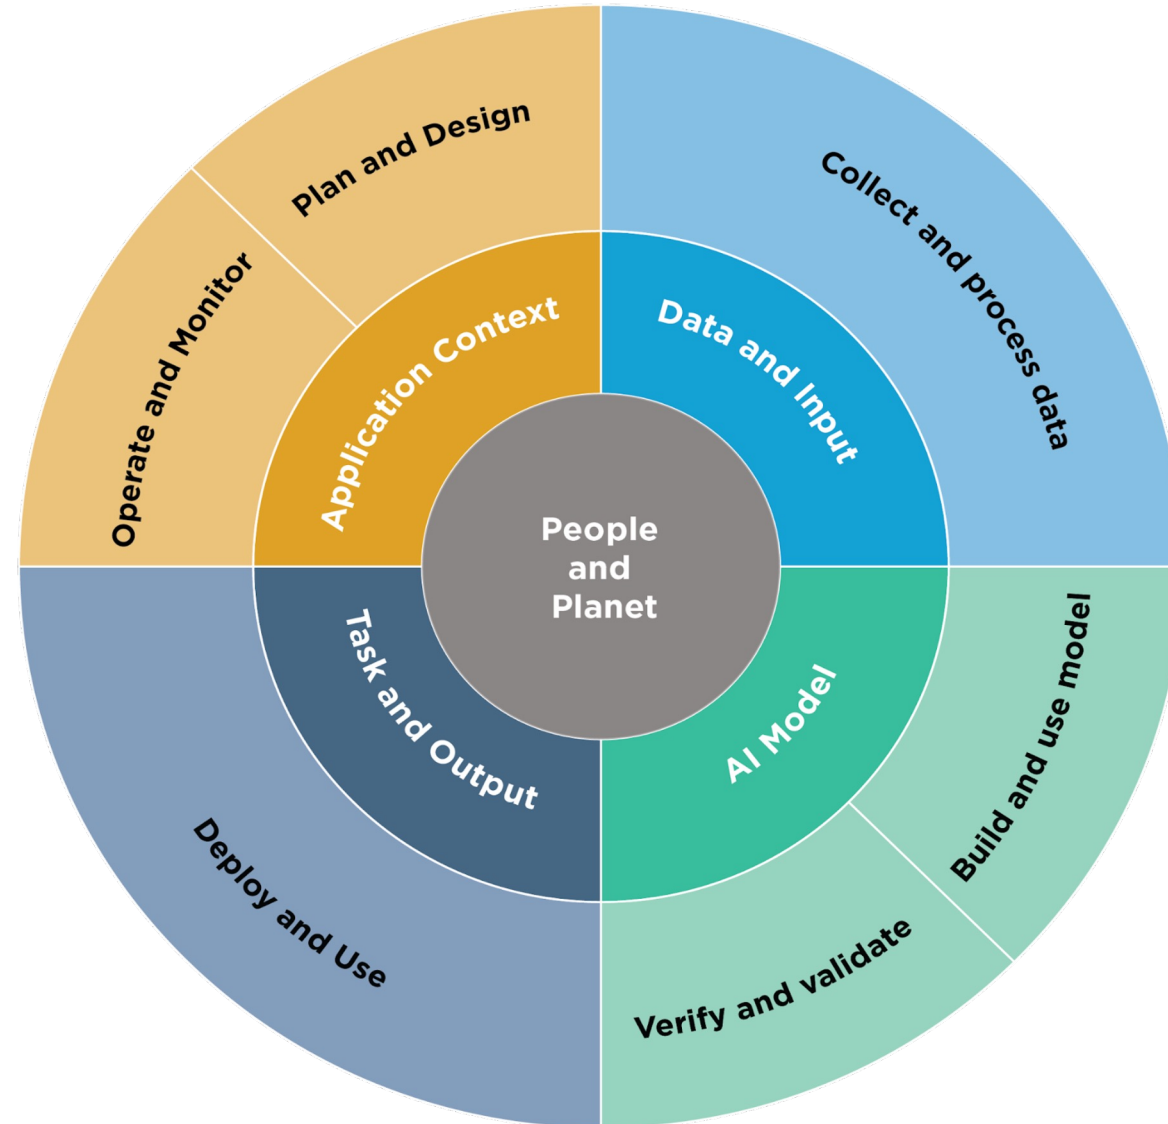 Plan and Design
Collect and process data
Operate and Monitor
Application Context
Data and Input
People
and
Planet
Task and Output
AI Model
Build and use model
Deploy and Use
Verify and validate